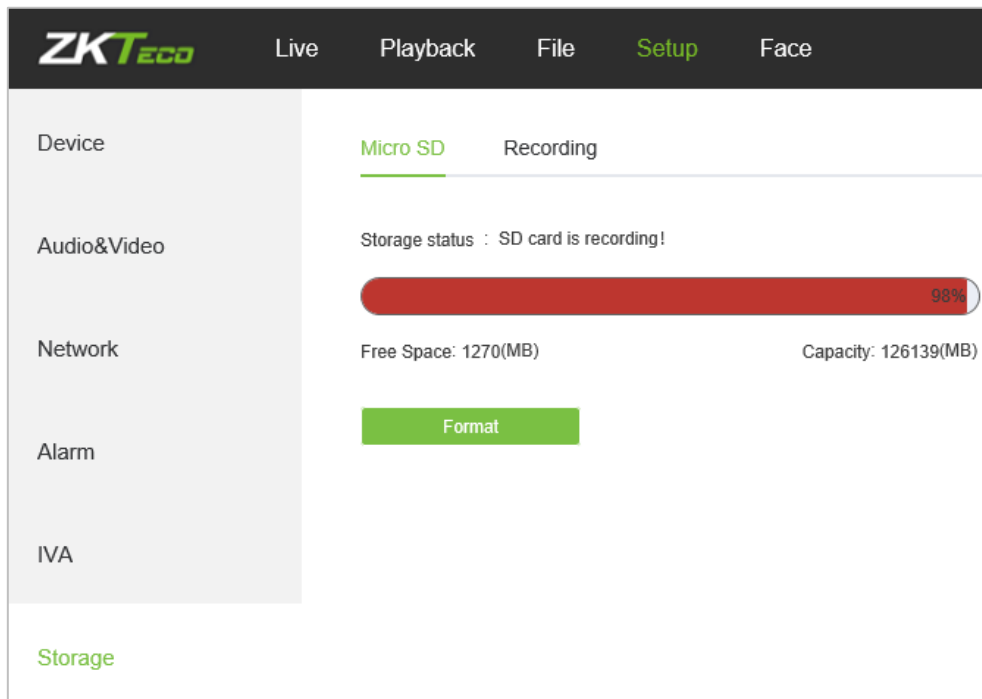 ZKTECO Live Playback File Setup Face
Device
Micro SD Recording
Audio&Video
Storage status : SD card is recording!
98%
Network
Free Space: 1270(MB) Capacity: 126139(MB)
Format
Alarm
IVA
Storage